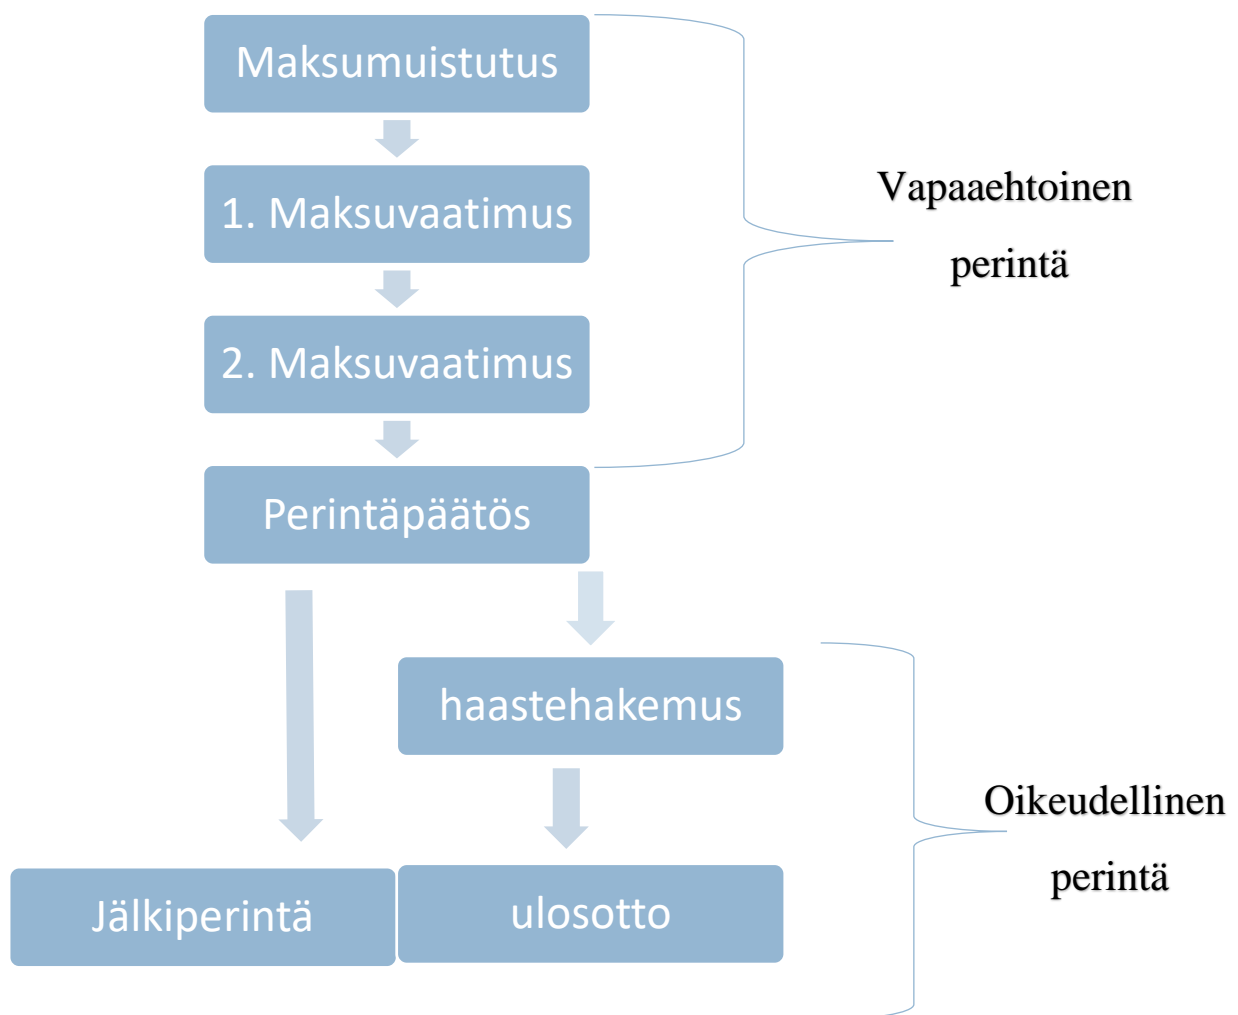 Maksumuistutus
1. Maksuvaatimus
2. Maksuvaatimus
Perintäpäätös
Vapaaehtoinen
perintä
haastehakemus
Jälkiperintä
ulosotto
Oikeudellinen
perintä